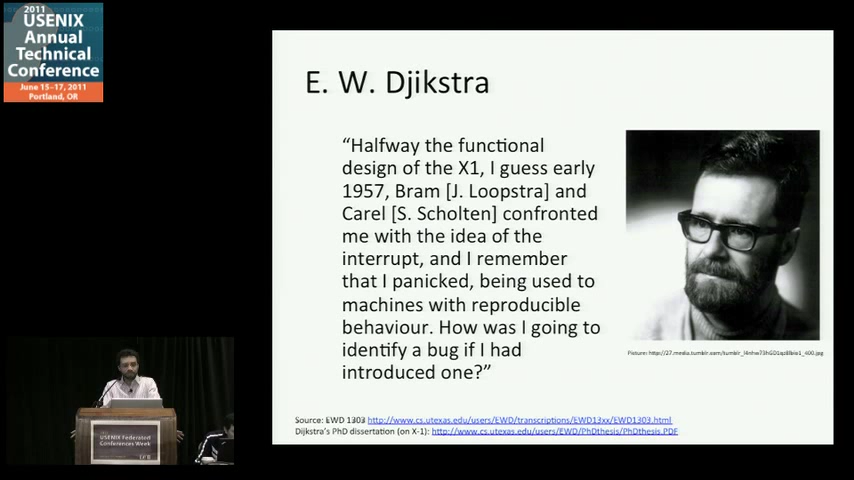 2011
USENIX
Annual
Technical
Conference
June 15–17, 2011
Portland, OR
E. W. Djikstra
“Halfway the functional
design of the X1, I guess early
1957, Bram [J. Loopstra] and
Carel [S. Scholten] confronted
me with the idea of the
interrupt, and I remember
that I panicked, being used to
machines with reproducible
behaviour. How was I going to
identify a bug if I had
introduced one?”
Source: EWD 1303 http://www.cs.utexas.edu/users/EWD/transcriptions/EWD13xx/EWD1303.html
Dijkstra's PhD dissertation (on X-1): http://www.cs.utexas.edu/users/EWD/PhDthesis/PhDthesis.PDF
USENIX Federated
Conferences Week